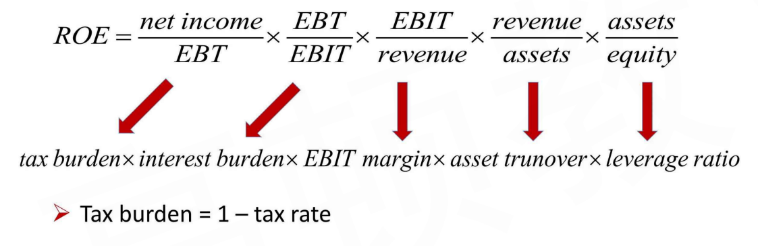 ROE = net income / EBT × EBT / EBIT × EBIT / revenue × revenue / assets × assets / equity
tax burden× interest burden× EBIT margin× asset trunover× leverage ratio
➢ Tax burden = 1 – tax rate